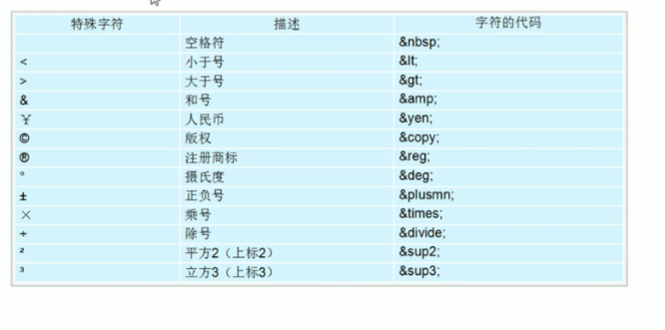 特殊字符 描述 字符的代码
空格符 &nbsp;
< 小于号 &lt;
> 大于号 &gt;
& 和号 &amp;
¥ 人民币 &yen;
© 版权 &copy;
® 注册商标 &reg;
° 摄氏度 &deg;
± 正负号 &plusmn;
× 乘号 &times;
÷ 除号 &divide;
² 平方2（上标2） &sup2;
³ 立方3（上标3） &sup3;